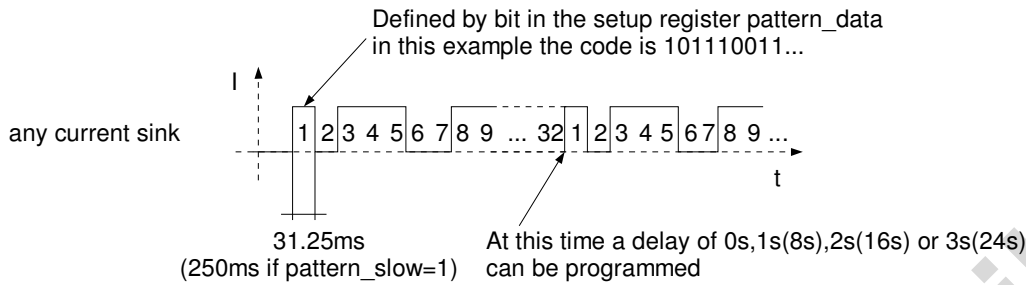 Defined by bit in the setup register pattern_data
in this example the code is 101110011...
I
any current sink
1 2 3 4 5 6 7 8 9 ... 32 1 2 3 4 5 6 7 8 9 ...
t
31.25ms
(250ms if pattern_slow=1)
At this time a delay of 0s,1s(8s),2s(16s) or 3s(24s)
can be programmed